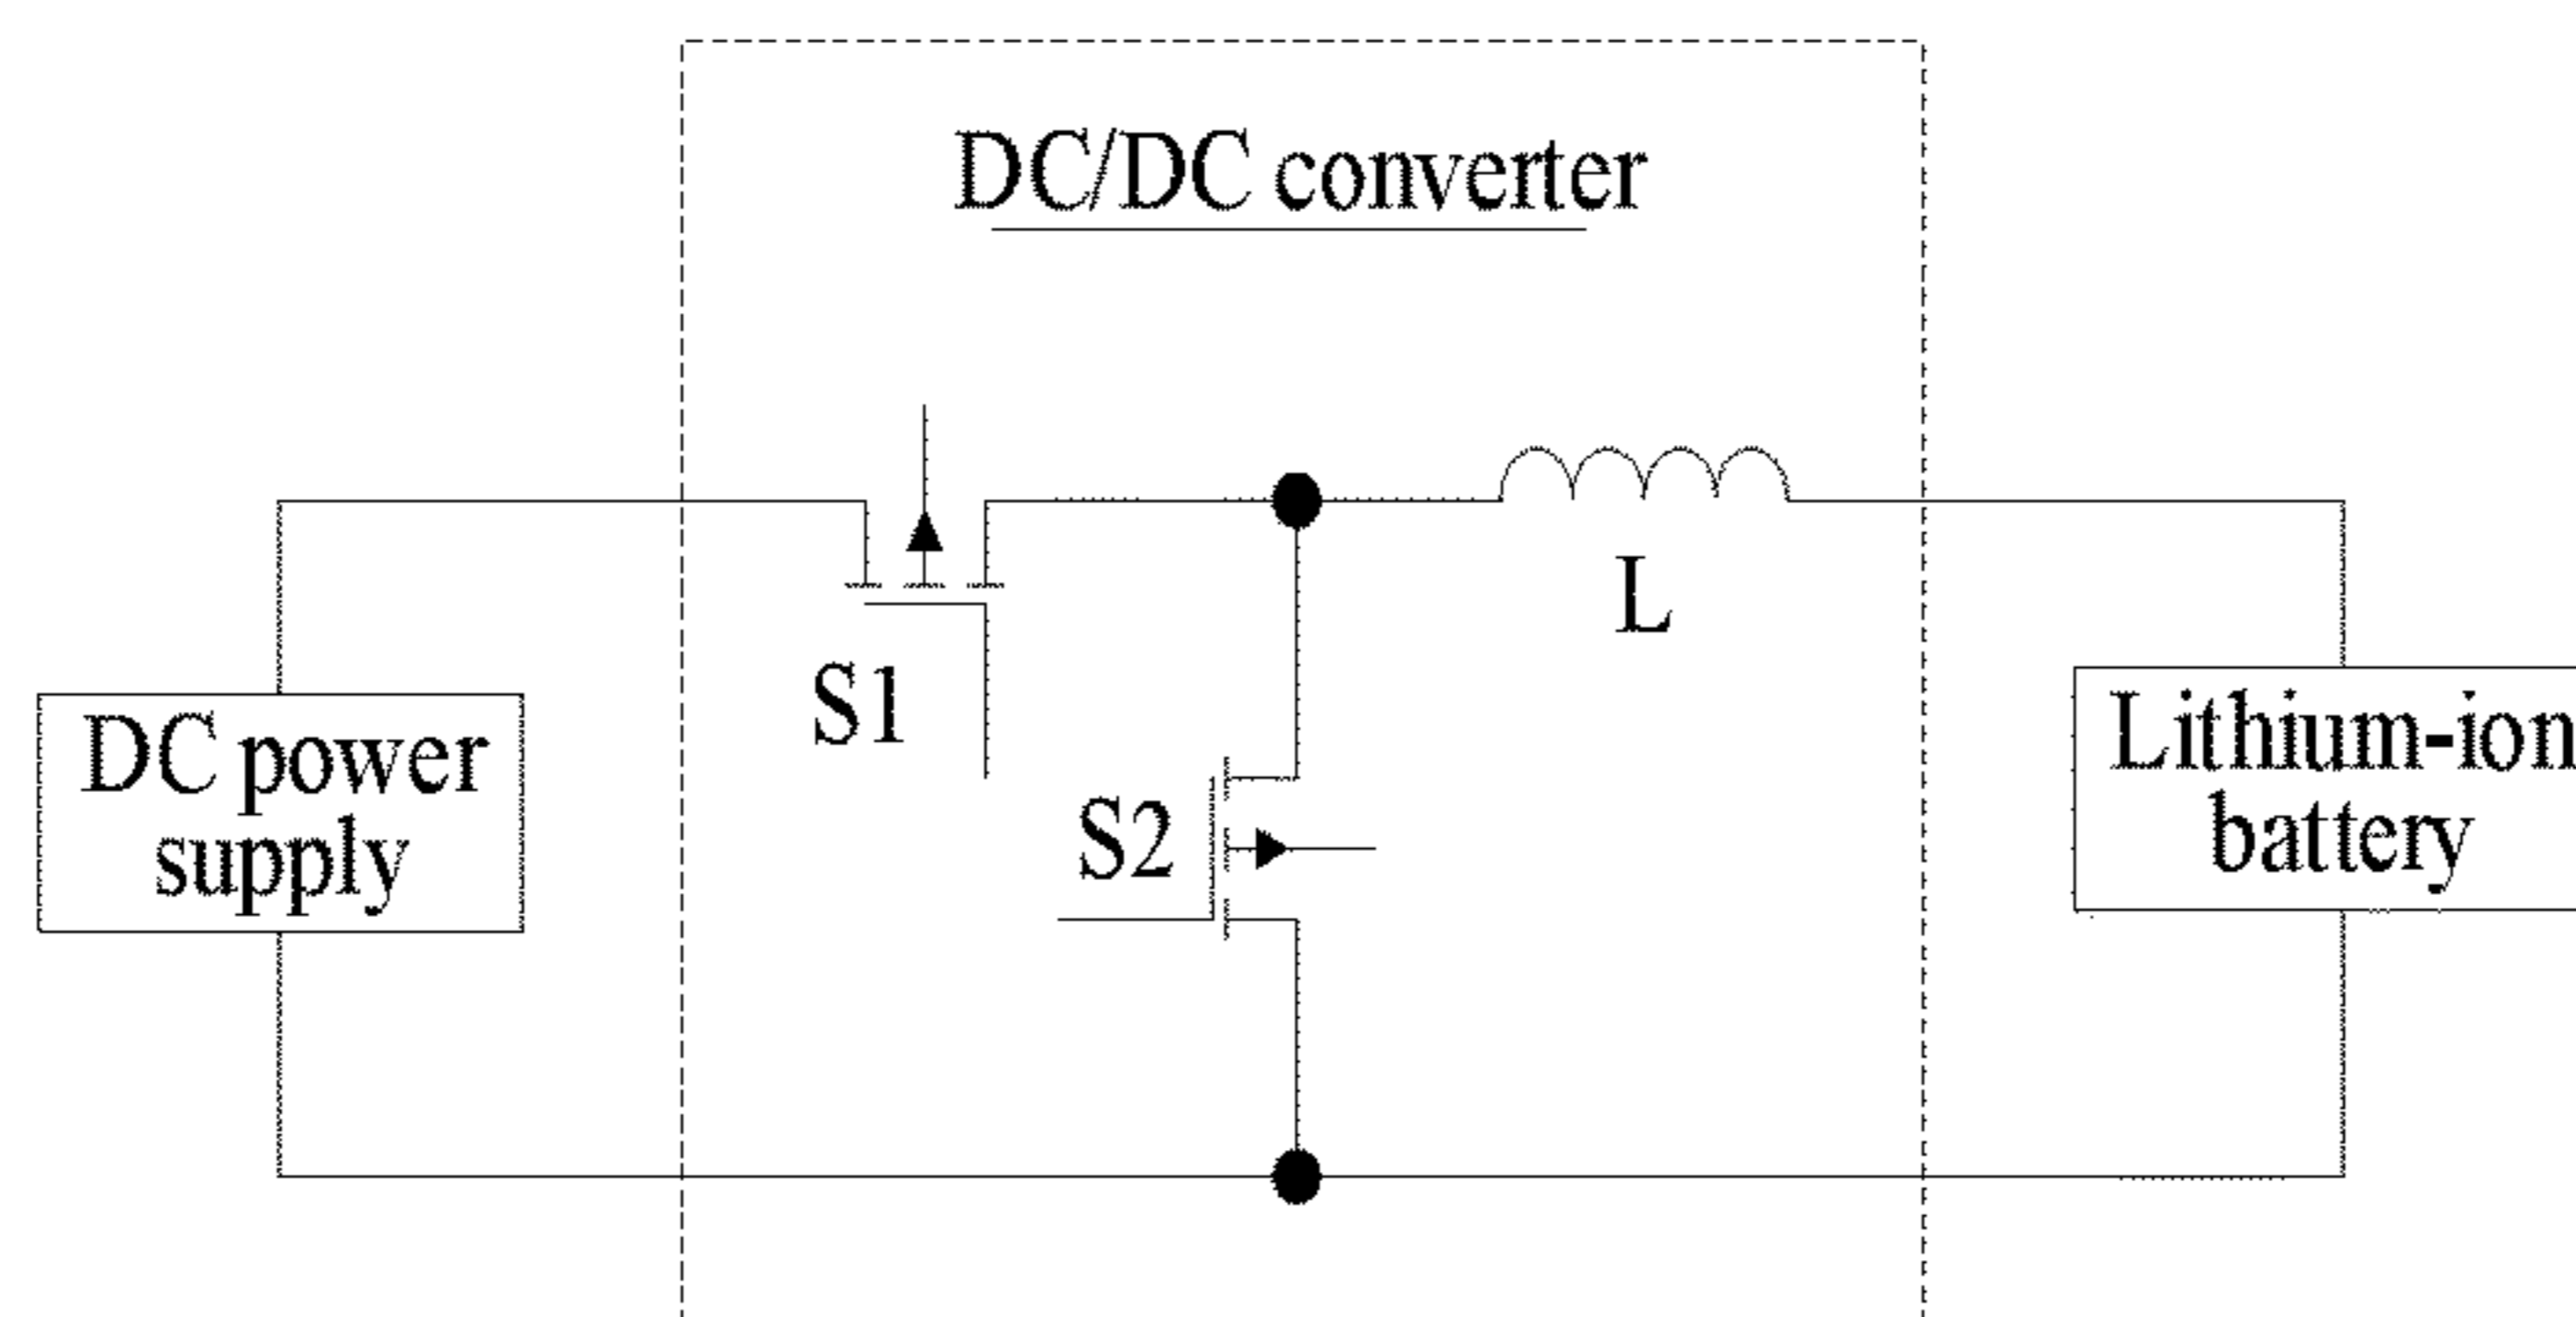 DC/DC converter
L
S1
DC power
supply
S2
Lithium-ion
battery